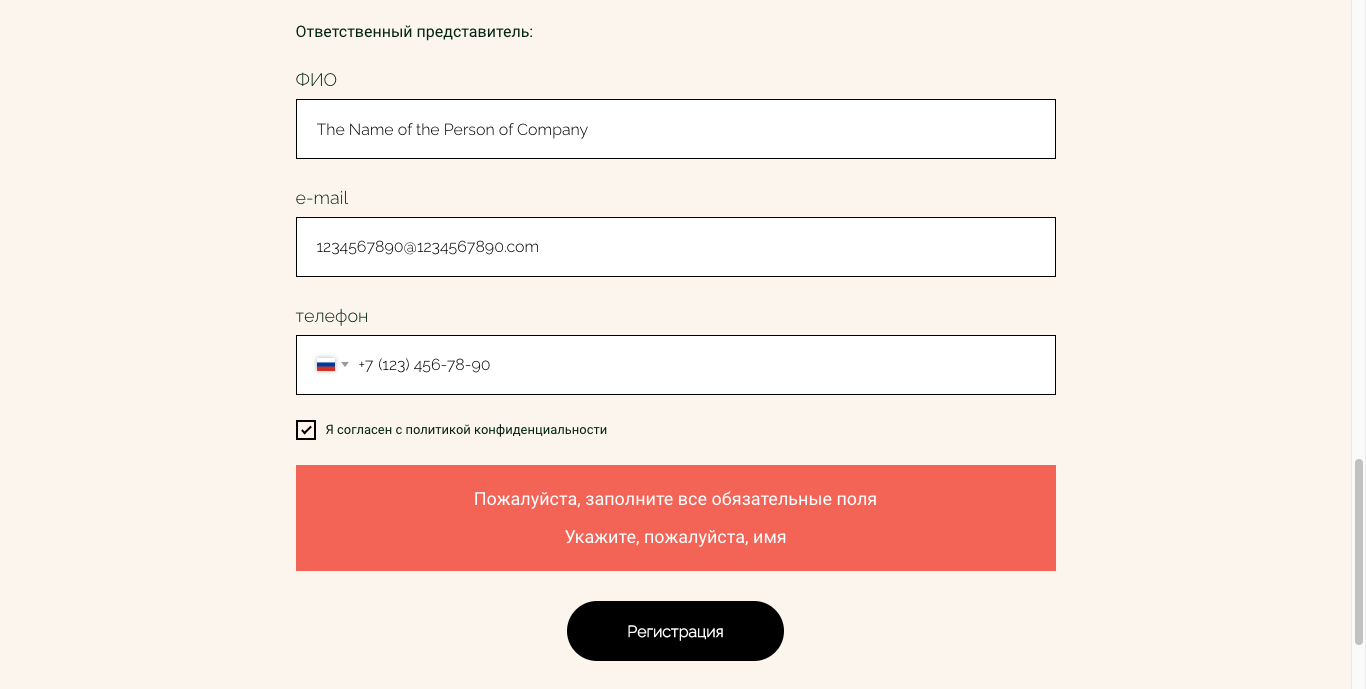 Ответственный представитель:
ФИО
The Name of the Person of Company
e-mail
1234567890@1234567890.com
телефон
+7 (123) 456-78-90
Я согласен с политикой конфиденциальности
Пожалуйста, заполните все обязательные поля
Укажите, пожалуйста, имя
Регистрация